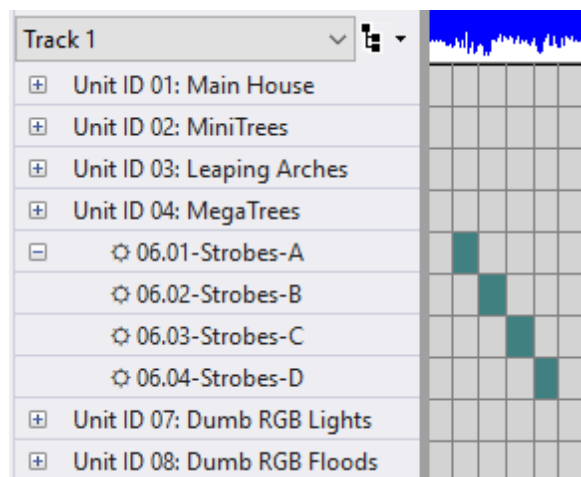 Track 1
Unit ID 01: Main House
Unit ID 02: MiniTrees
Unit ID 03: Leaping Arches
Unit ID 04: MegaTrees
06.01-Strobes-A
06.02-Strobes-B
06.03-Strobes-C
06.04-Strobes-D
Unit ID 07: Dumb RGB Lights
Unit ID 08: Dumb RGB Floods